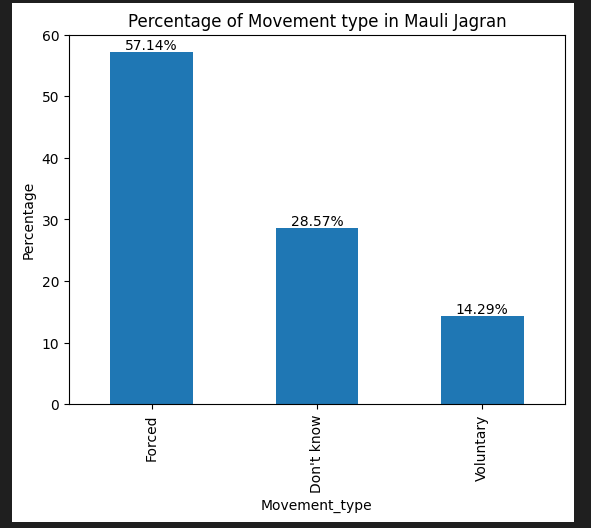 Percentage of Movement type in Mauli Jagran
60
57.14%
50
40
30
28.57%
20
14.29%
10
0
Percentage
Forced
Don't know
Voluntary
Movement_type